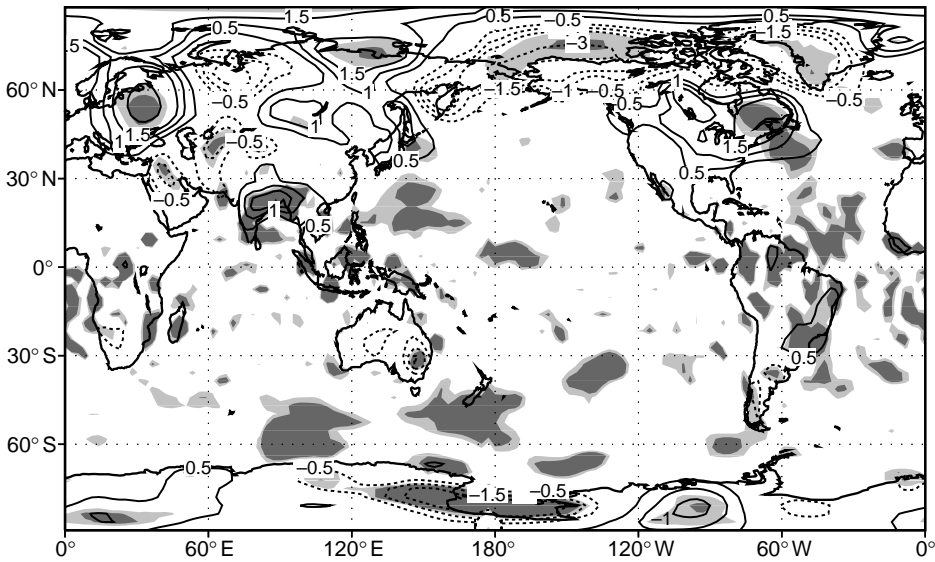 1.5 0.5 −0.5 0.5
0.5 −1.5
5 −3
1.5
60° N 1 −1.5 −1 −0.5 1
−0.5 −0.5 −0.5
1 1.5 −0.5 1 1.5
0.5
30° N 0.5
−0.5
1 0.5
0°
30° S 0.5
60° S
0.5 −0.5
−1.5 −0.5
−1
0° 60° E 120° E 180° 120° W 60° W 0°